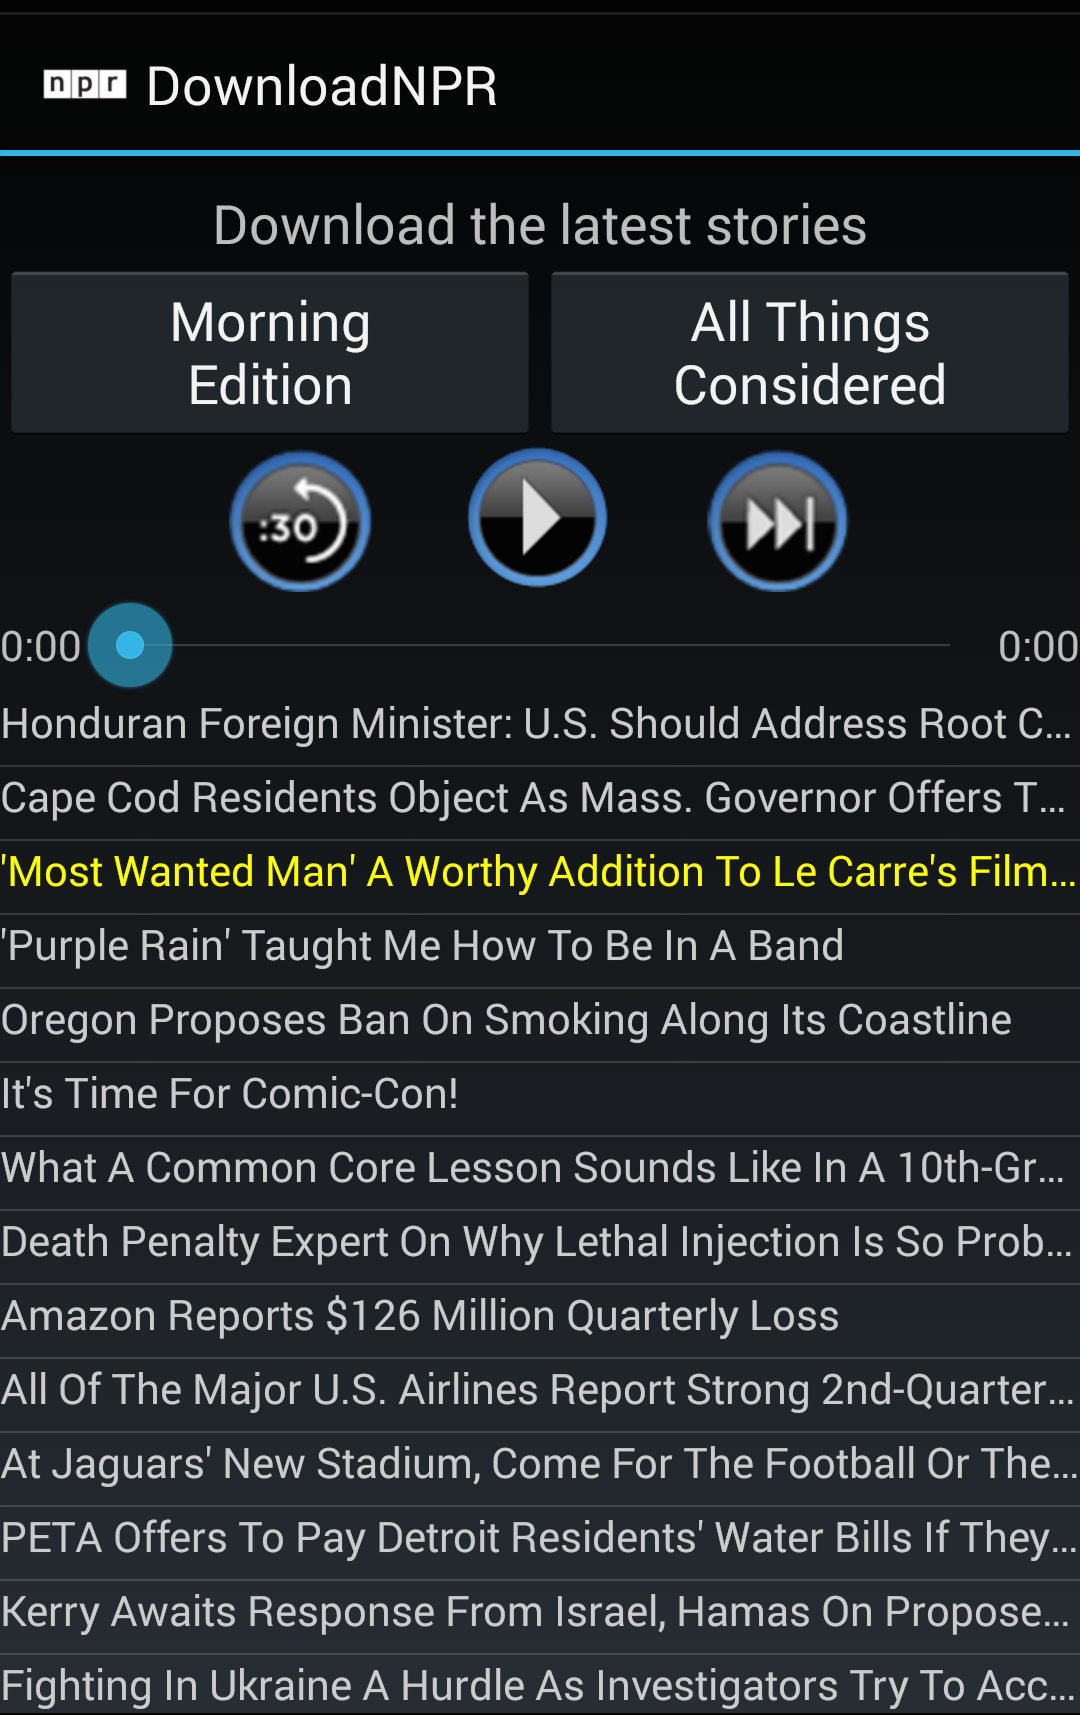 npr DownloadNPR
Download the latest stories
Morning
Edition
All Things
Considered
:30
0:00
0:00
Honduran Foreign Minister: U.S. Should Address Root C...
Cape Cod Residents Object As Mass. Governor Offers T...
'Most Wanted Man' A Worthy Addition To Le Carre's Film...
'Purple Rain' Taught Me How To Be In A Band
Oregon Proposes Ban On Smoking Along Its Coastline
It's Time For Comic-Con!
What A Common Core Lesson Sounds Like In A 10th-Gr...
Death Penalty Expert On Why Lethal Injection Is So Prob...
Amazon Reports $126 Million Quarterly Loss
All Of The Major U.S. Airlines Report Strong 2nd-Quarter...
At Jaguars' New Stadium, Come For The Football Or The...
PETA Offers To Pay Detroit Residents' Water Bills If They...
Kerry Awaits Response From Israel, Hamas On Propose...
Fighting In Ukraine A Hurdle As Investigators Try To Acc...